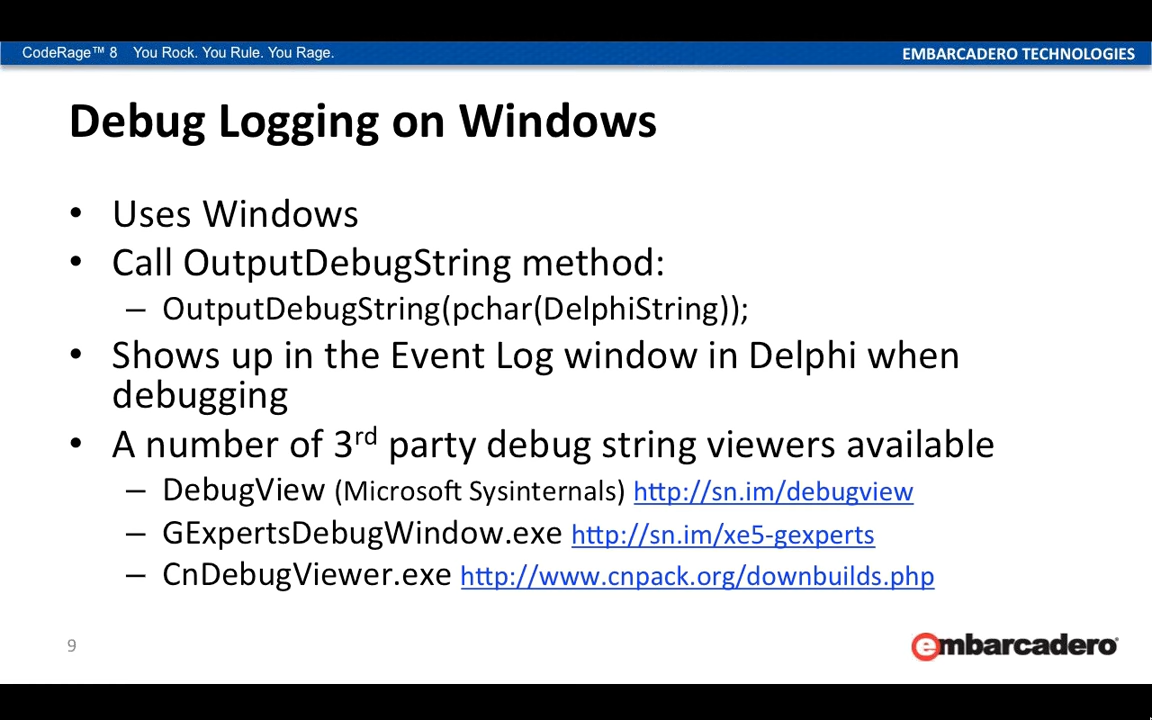 CodeRage™ 8 You Rock. You Rule. You Rage.
EMBARCADERO TECHNOLOGIES
Debug Logging on Windows
• Uses Windows
• Call OutputDebugString method:
– OutputDebugString(pchar(DelphiString));
• Shows up in the Event Log window in Delphi when
debugging
• A number of 3rd party debug string viewers available
– DebugView (Microsoft Sysinternals) http://sn.im/debugview
– GExpertsDebugWindow.exe http://sn.im/xe5-gexperts
– CnDebugViewer.exe http://www.cnpack.org/downbuilds.php
9
embarcadero